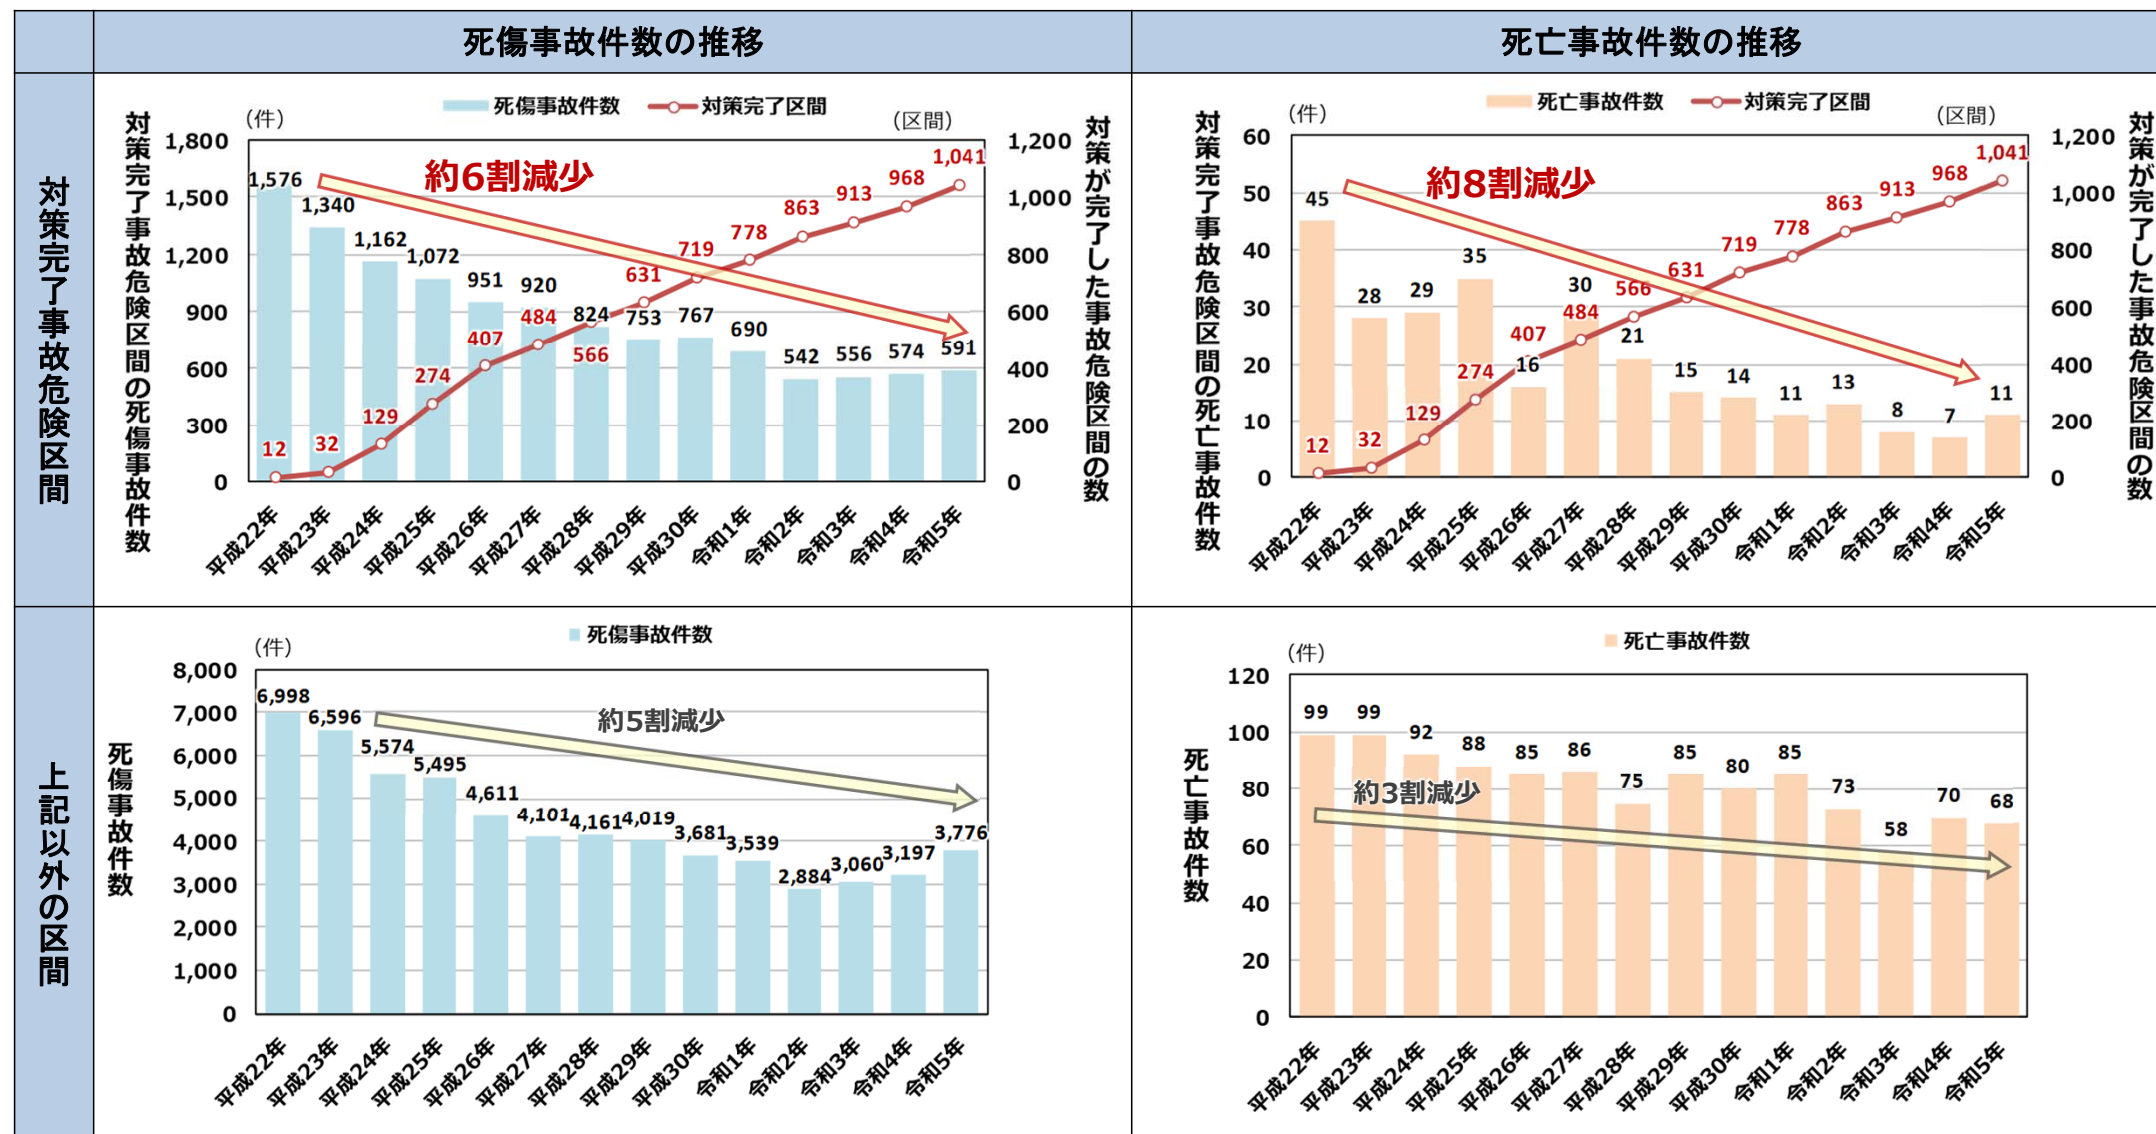 死傷事故件数の推移
死亡事故件数の推移
対策完了事故危険区間
対策完了事故危険区間の死傷事故件数
(件)
死傷事故件数
対策完了区間
(区間)
対策が完了した事故危険区間の数
約6割減少
1,800
1,500
1,200
900
600
300
0
1,200
1,000
800
600
400
200
0
1,576
1,340
1,162
1,072
951
920
824
753
767
690
542
556
574
591
12
32
129
274
407
484
566
631
719
778
863
913
968
1,041
平成22年
平成23年
平成24年
平成25年
平成26年
平成27年
平成28年
平成29年
平成30年
令和1年
令和2年
令和3年
令和4年
令和5年
対策完了事故危険区間の死亡事故件数
(件)
死亡事故件数
対策完了区間
(区間)
対策が完了した事故危険区間の数
約8割減少
60
50
40
30
20
10
0
1,200
1,000
800
600
400
200
0
45
28
29
35
16
30
21
15
14
11
13
8
7
11
12
32
129
274
407
484
566
631
719
778
863
913
968
1,041
平成22年
平成23年
平成24年
平成25年
平成26年
平成27年
平成28年
平成29年
平成30年
令和1年
令和2年
令和3年
令和4年
令和5年
上記以外の区間
死傷事故件数
(件)
死傷事故件数
約5割減少
8,000
7,000
6,000
5,000
4,000
3,000
2,000
1,000
0
6,998
6,596
5,574
5,495
4,611
4,101
4,161
4,019
3,681
3,539
2,884
3,060
3,197
3,776
平成22年
平成23年
平成24年
平成25年
平成26年
平成27年
平成28年
平成29年
平成30年
令和1年
令和2年
令和3年
令和4年
令和5年
死亡事故件数
(件)
死亡事故件数
約3割減少
120
100
80
60
40
20
0
99
99
92
88
85
86
75
85
80
85
73
58
70
68
平成22年
平成23年
平成24年
平成25年
平成26年
平成27年
平成28年
平成29年
平成30年
令和1年
令和2年
令和3年
令和4年
令和5年